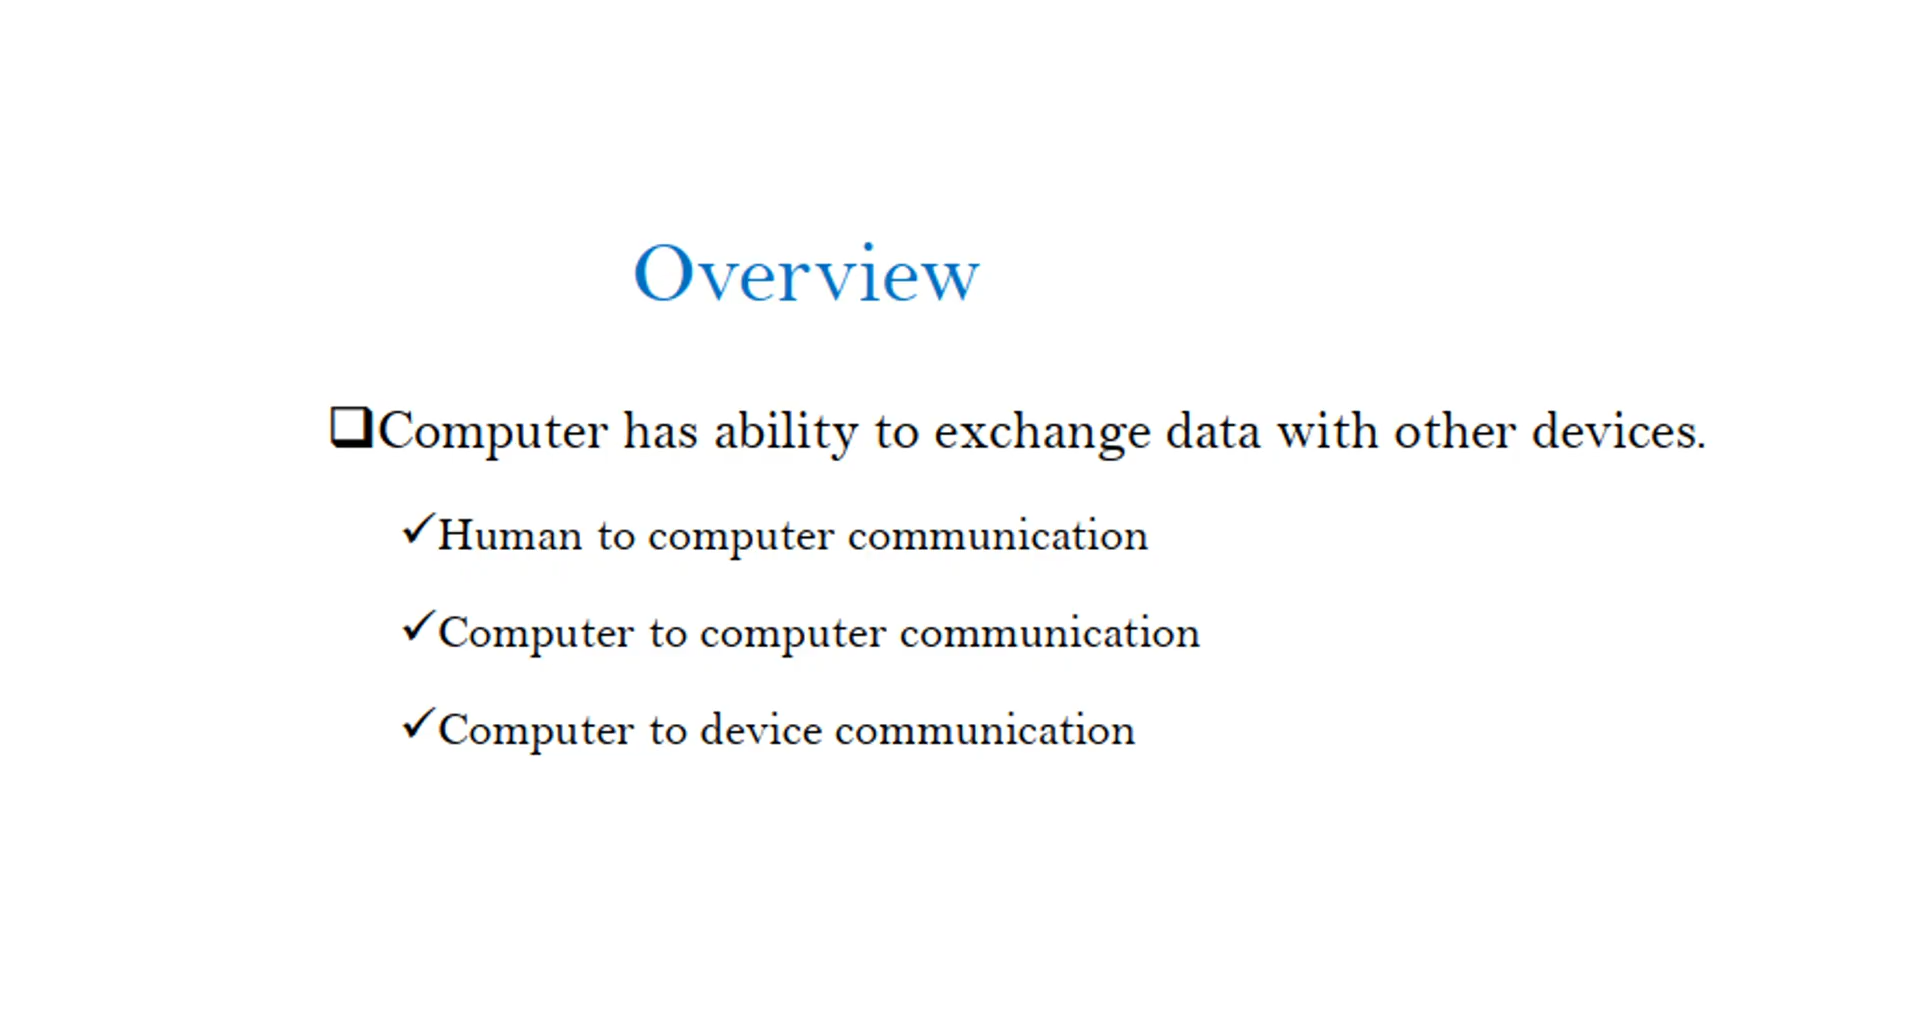 Overview
❑Computer has ability to exchange data with other devices.
✓Human to computer communication
✓Computer to computer communication
✓Computer to device communication